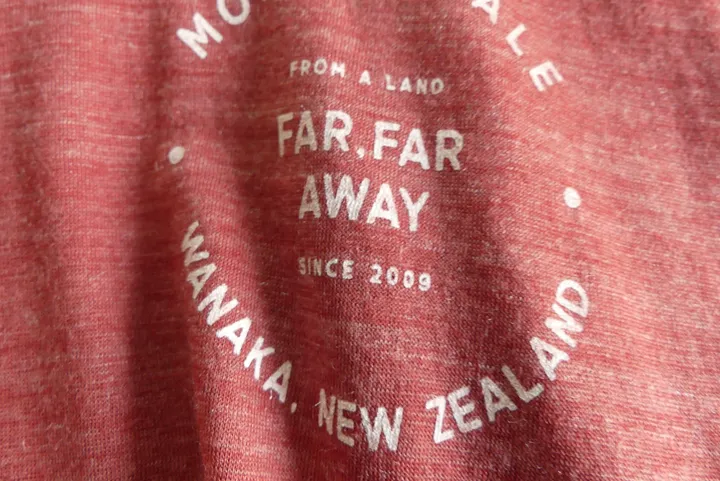 FROM A LAND
FAR, FAR
AWAY
SINCE 2009
WANAKA, NEW ZEALAND